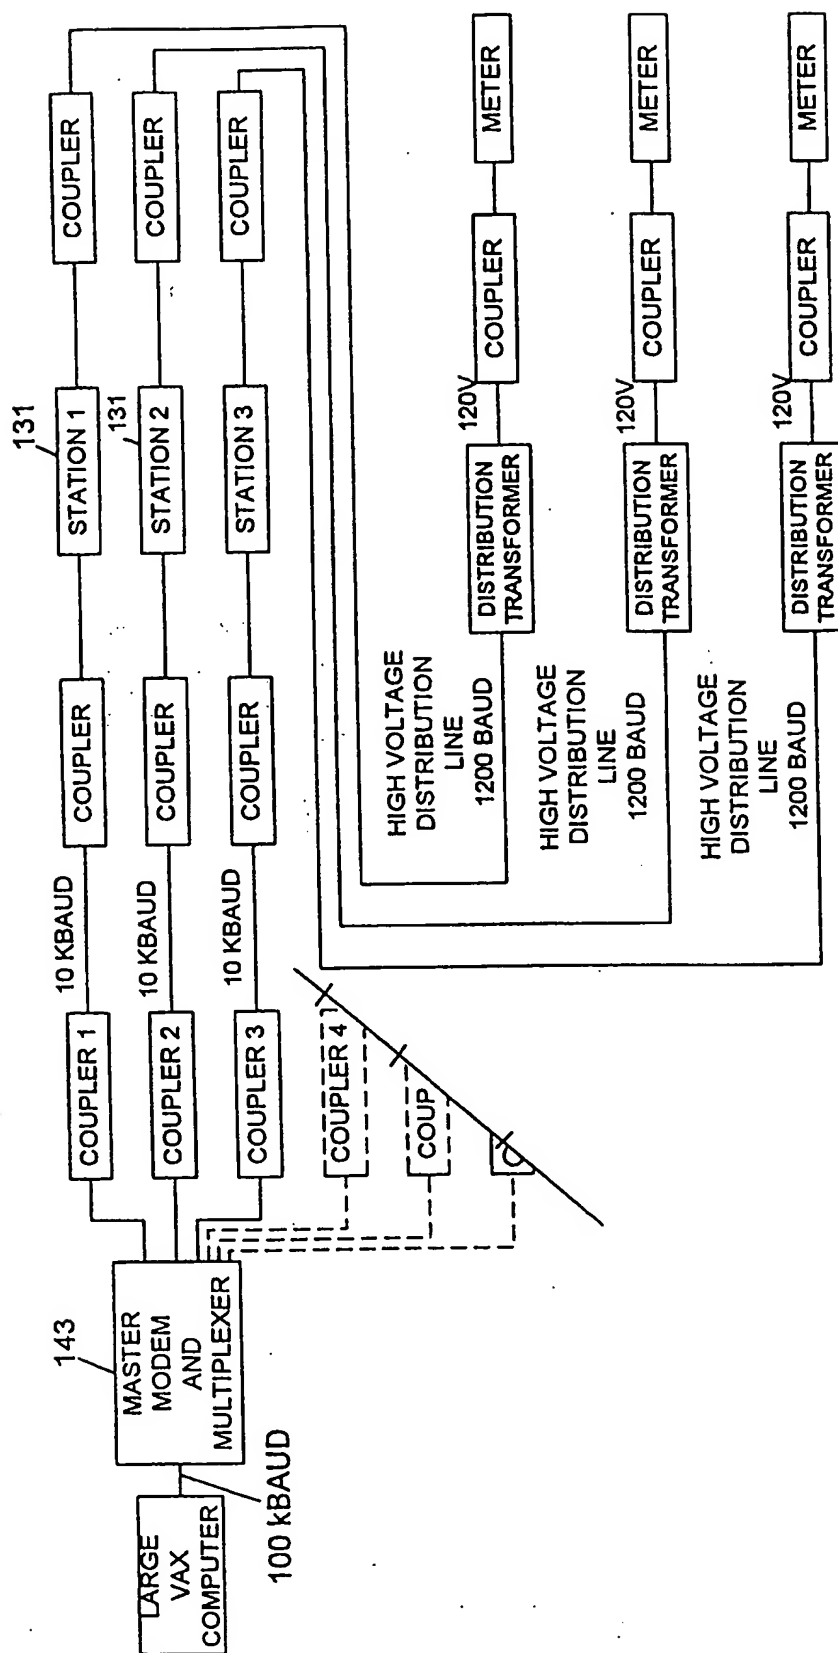 LARGE
VAX
COMPUTER
100 kBAUD
143
MASTER
MODEM
AND
MULTIPLEXER
COUPLER 1
10 KBAUD
COUPLER
131
STATION 1
COUPLER
COUPLER 2
10 KBAUD
COUPLER
131
STATION 2
COUPLER
COUPLER 3
10 KBAUD
COUPLER
STATION 3
COUPLER
COUPLER 4
COUP
C
HIGH VOLTAGE
DISTRIBUTION
LINE
1200 BAUD
DISTRIBUTION
TRANSFORMER
120V
COUPLER
METER
HIGH VOLTAGE
DISTRIBUTION
LINE
1200 BAUD
DISTRIBUTION
TRANSFORMER
120V
COUPLER
METER
HIGH VOLTAGE
DISTRIBUTION
LINE
1200 BAUD
DISTRIBUTION
TRANSFORMER
120V
COUPLER
METER